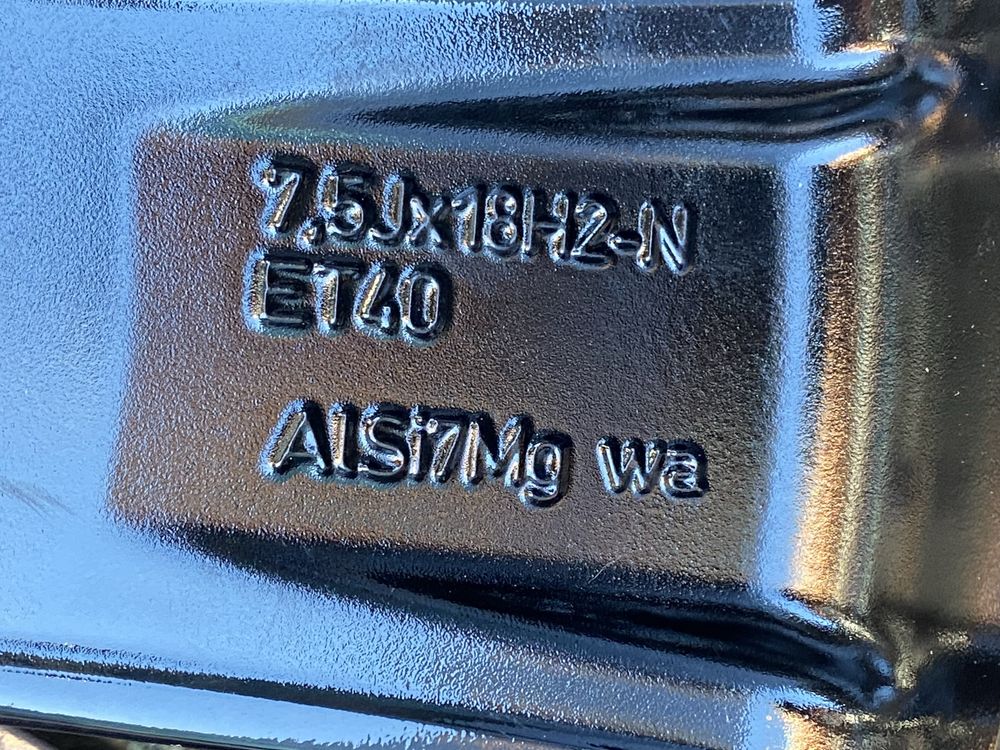 7,5Jx18H2-N
ET40
AlSi7Mg wa